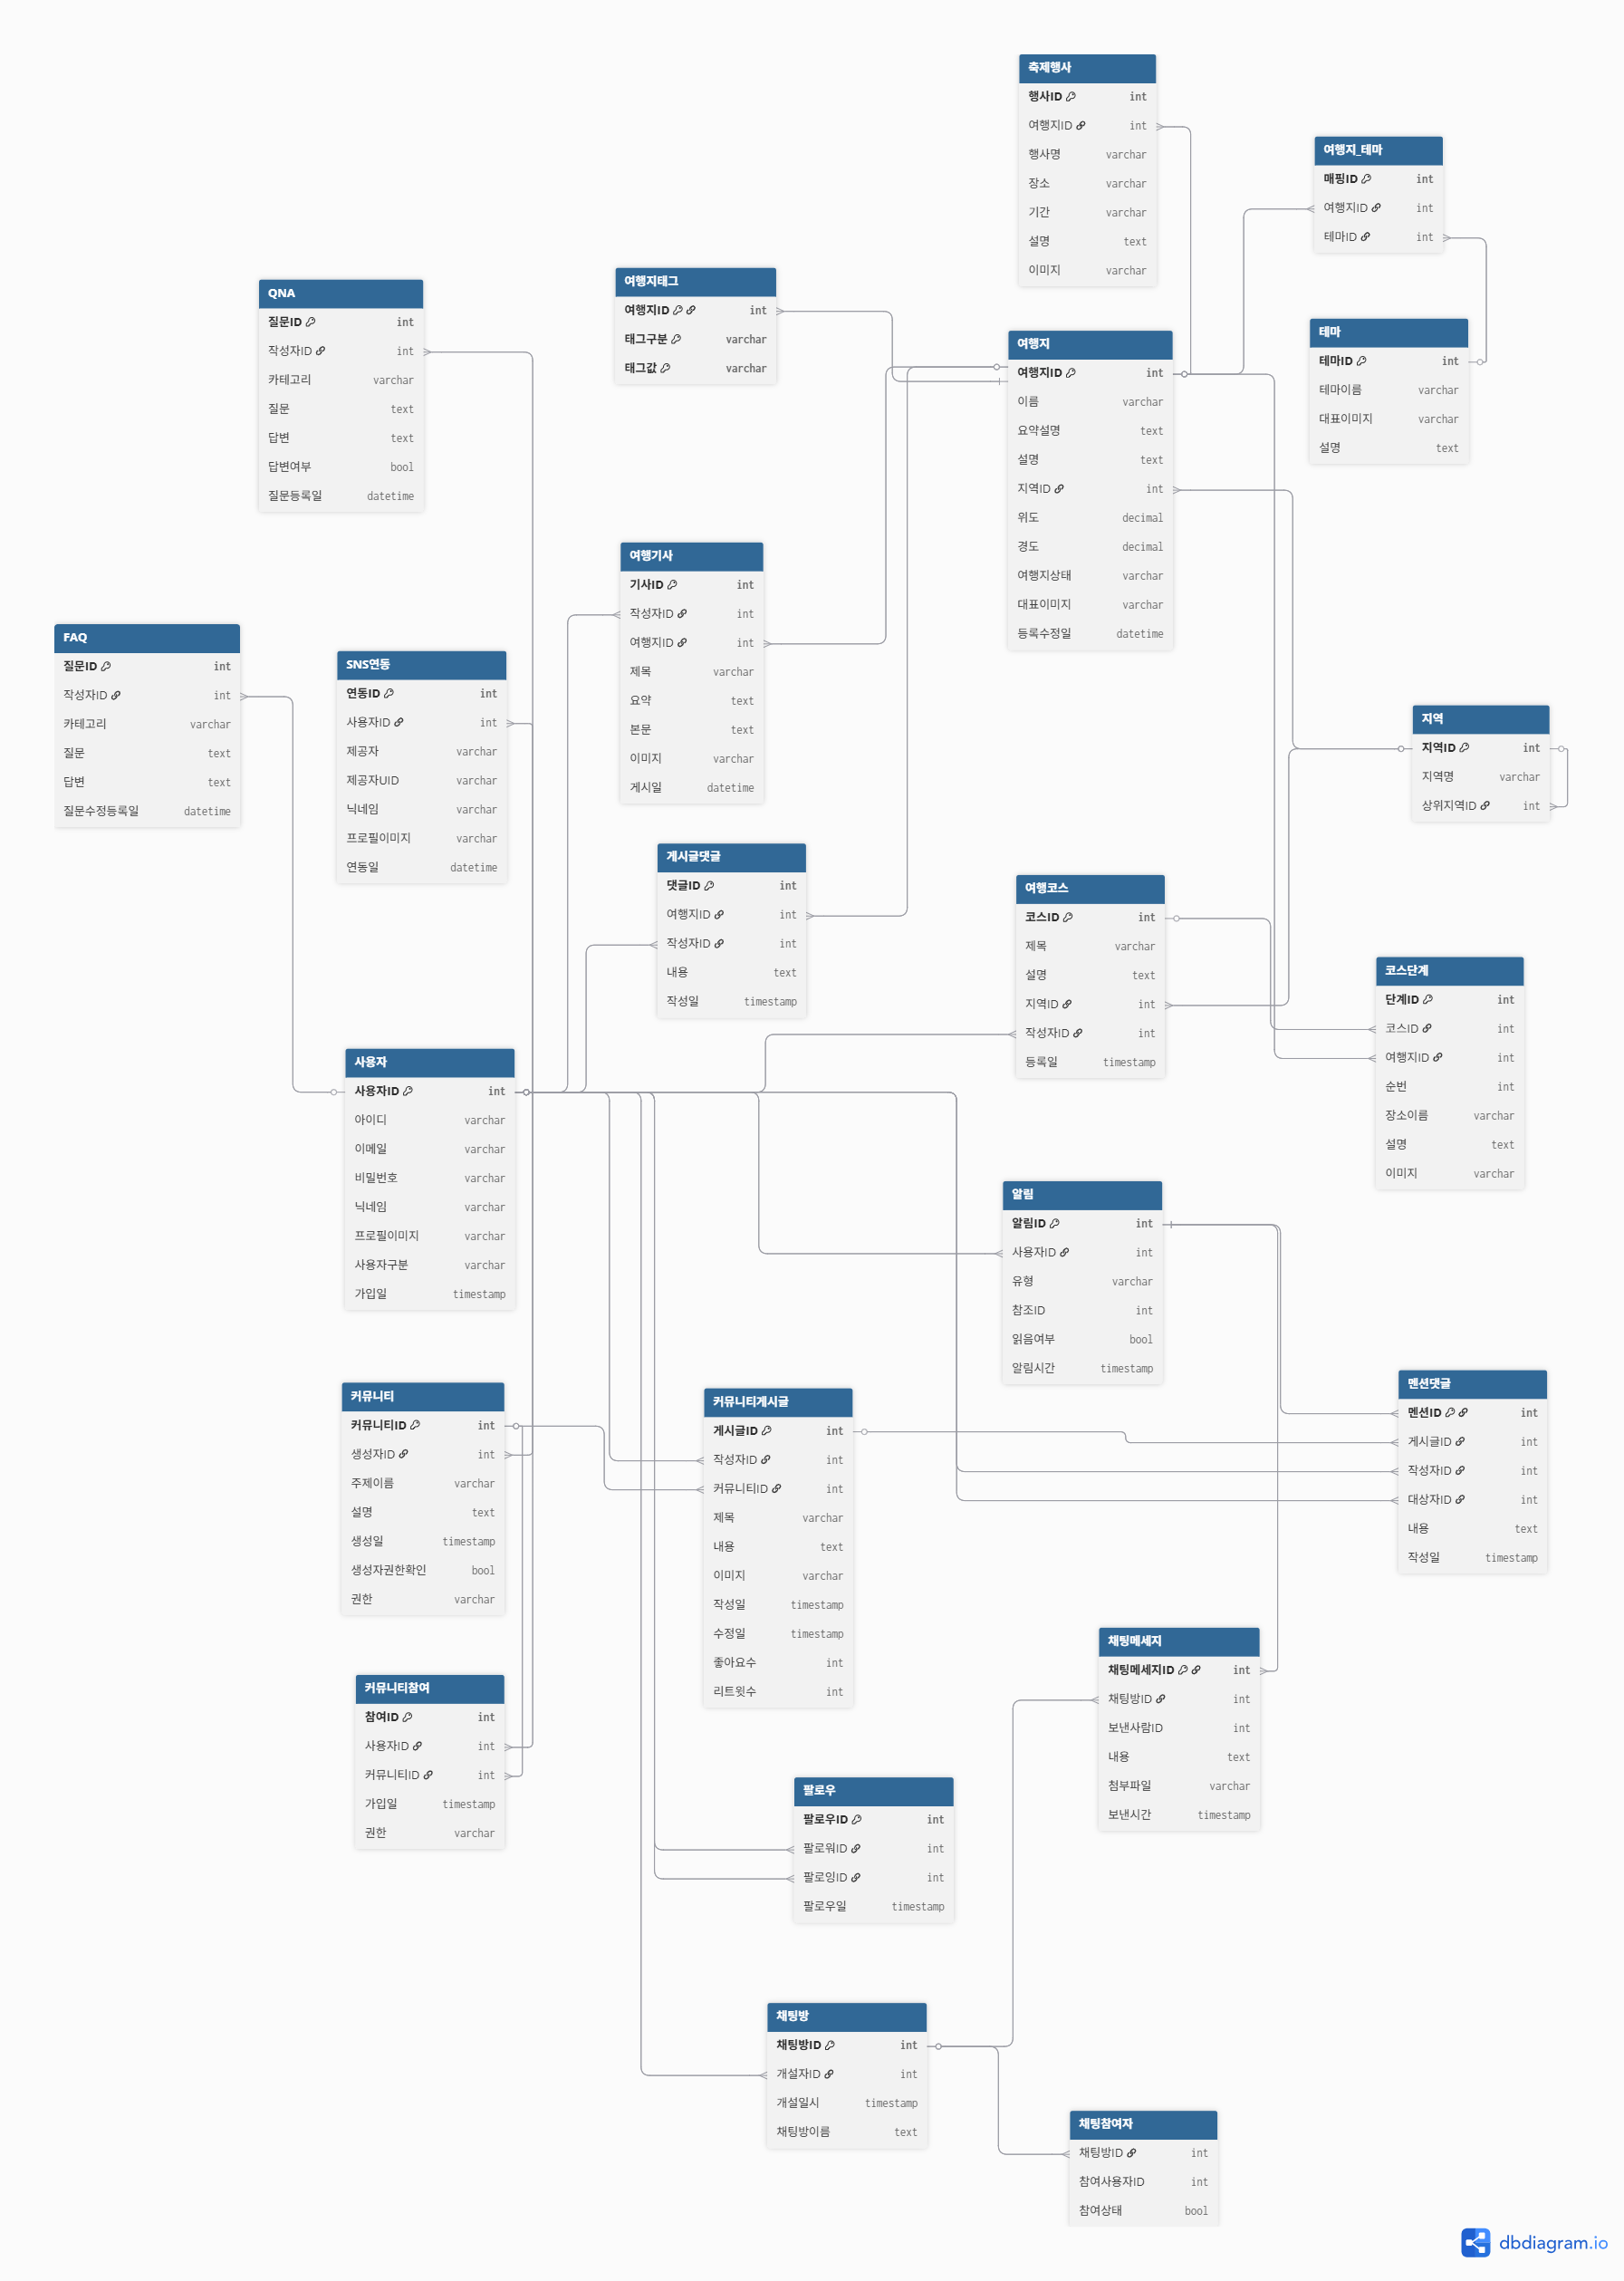 축제행사
행사ID int
여행지ID int
행사명 varchar
장소 varchar
기간 varchar
설명 text
이미지 varchar
여행지_테마
매핑ID int
여행지ID int
테마ID int
QNA
질문ID int
작성자ID int
카테고리 varchar
질문 text
답변 text
답변여부 bool
질문등록일 datetime
여행지태그
여행지ID int
태그구분 varchar
태그값 varchar
여행지
여행지ID int
이름 varchar
요약설명 text
설명 text
지역ID int
위도 decimal
경도 decimal
여행지상태 varchar
대표이미지 varchar
등록수정일 datetime
테마
테마ID int
테마이름 varchar
대표이미지 varchar
설명 text
여행기사
기사ID int
작성자ID int
여행지ID int
제목 varchar
요약 text
본문 text
이미지 varchar
게시일 datetime
FAQ
질문ID int
작성자ID int
카테고리 varchar
질문 text
답변 text
질문수정등록일 datetime
SNS연동
연동ID int
사용자ID int
제공자 varchar
제공자UID varchar
닉네임 varchar
프로필이미지 varchar
연동일 datetime
지역
지역ID int
지역명 varchar
상위지역ID int
게시글댓글
댓글ID int
여행지ID int
작성자ID int
내용 text
작성일 timestamp
여행코스
코스ID int
제목 varchar
설명 text
지역ID int
작성자ID int
등록일 timestamp
코스단계
단계ID int
코스ID int
여행지ID int
순번 int
장소이름 varchar
설명 text
이미지 varchar
사용자
사용자ID int
아이디 varchar
이메일 varchar
비밀번호 varchar
닉네임 varchar
프로필이미지 varchar
사용자구분 varchar
가입일 timestamp
알림
알림ID int
사용자ID int
유형 varchar
참조ID int
읽음여부 bool
알림시간 timestamp
커뮤니티
커뮤니티ID int
생성자ID int
주제이름 varchar
설명 text
생성일 timestamp
생성자권한확인 bool
권한 varchar
커뮤니티게시글
게시글ID int
작성자ID int
커뮤니티ID int
제목 varchar
내용 text
이미지 varchar
작성일 timestamp
수정일 timestamp
좋아요수 int
리트윗수 int
멘션댓글
멘션ID int
게시글ID int
작성자ID int
대상자ID int
내용 text
작성일 timestamp
채팅메세지
채팅메세지ID int
채팅방ID int
보낸사람ID int
내용 text
첨부파일 varchar
보낸시간 timestamp
커뮤니티참여
참여ID int
사용자ID int
커뮤니티ID int
가입일 timestamp
권한 varchar
팔로우
팔로우ID int
팔로워ID int
팔로잉ID int
팔로우일 timestamp
채팅방
채팅방ID int
개설자ID int
개설일시 timestamp
채팅방이름 text
채팅참여자
채팅방ID int
참여사용자ID int
참여상태 bool
dbdiagram.io